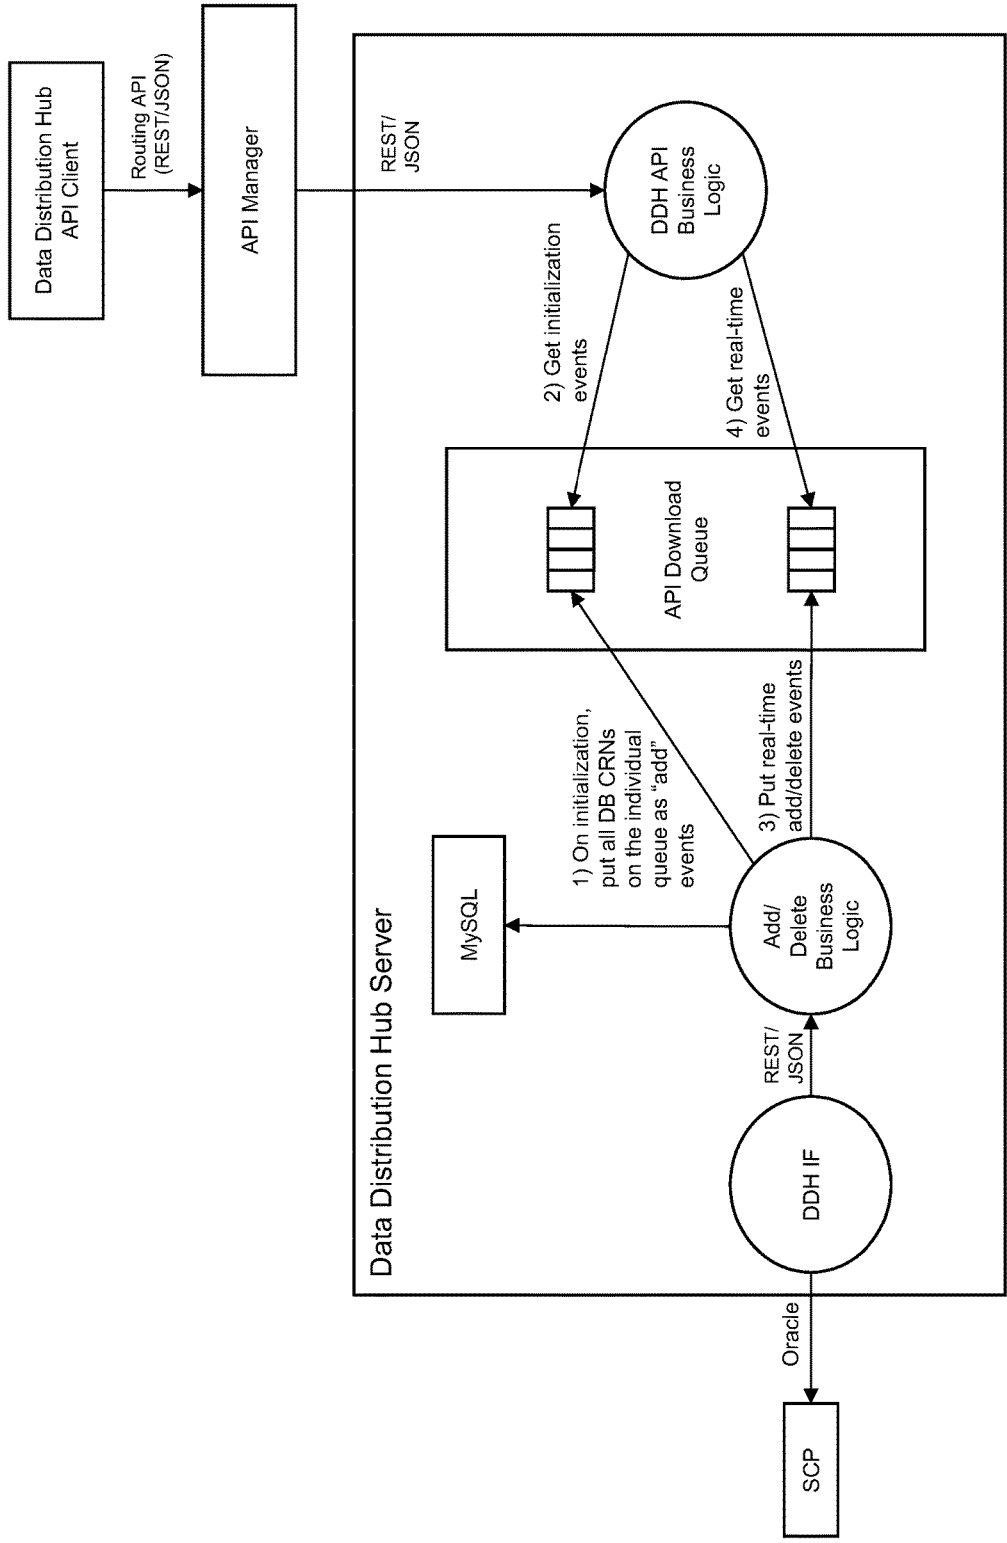 Data Distribution Hub
API Client
Routing API
(REST/JSON)
API Manager
REST/
JSON
Data Distribution Hub Server
MySQL
1) On initialization,
put all DB CRNs
on the individual
queue as “add”
events
2) Get initialization
events
DDH API
Business
Logic
API Download
Queue
4) Get real-time
events
SCP
Oracle
DDH IF
REST/
JSON
Add/
Delete
Business
Logic
3) Put real-time
add/delete events